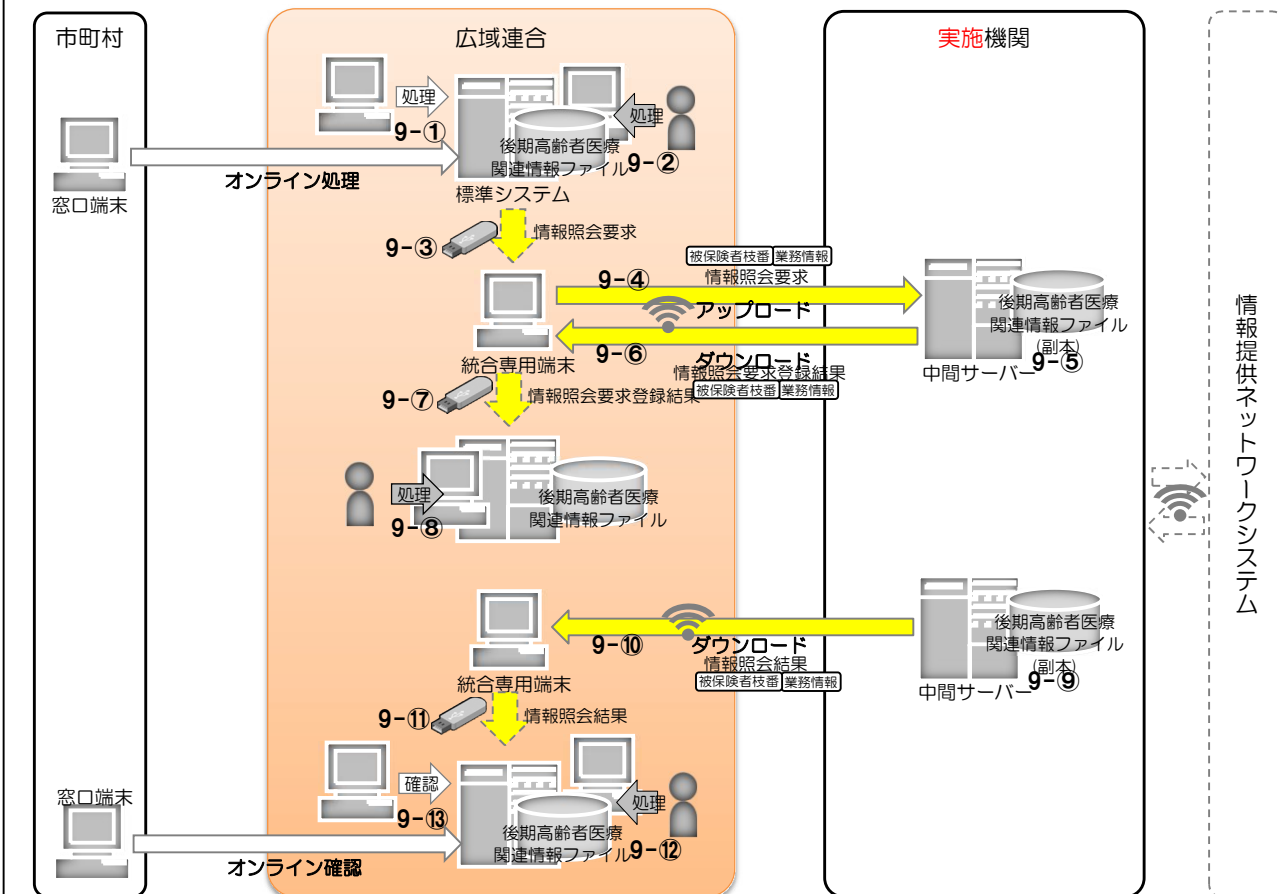 市町村
広域連合
実施機関
処理
9-①
処理
9-②
後期高齢者医療
関連情報ファイル
標準システム
窓口端末
オンライン処理
9-③
情報照会要求
被保険者枝番
業務情報
情報照会要求
9-④
アップロード
後期高齢者医療
関連情報ファイル
(副本)
9-⑤
中間サーバー
統合専用端末
9-⑥
ダウンロード
情報照会要求登録結果
被保険者枝番
業務情報
9-⑦
情報照会要求登録結果
処理
9-⑧
後期高齢者医療
関連情報ファイル
情報提供ネットワークシステム
統合専用端末
9-⑩
ダウンロード
情報照会結果
被保険者枝番
業務情報
後期高齢者医療
関連情報ファイル
(副本)
9-⑨
中間サーバー
9-⑪
情報照会結果
確認
9-⑬
処理
9-⑫
後期高齢者医療
関連情報ファイル
窓口端末
オンライン確認